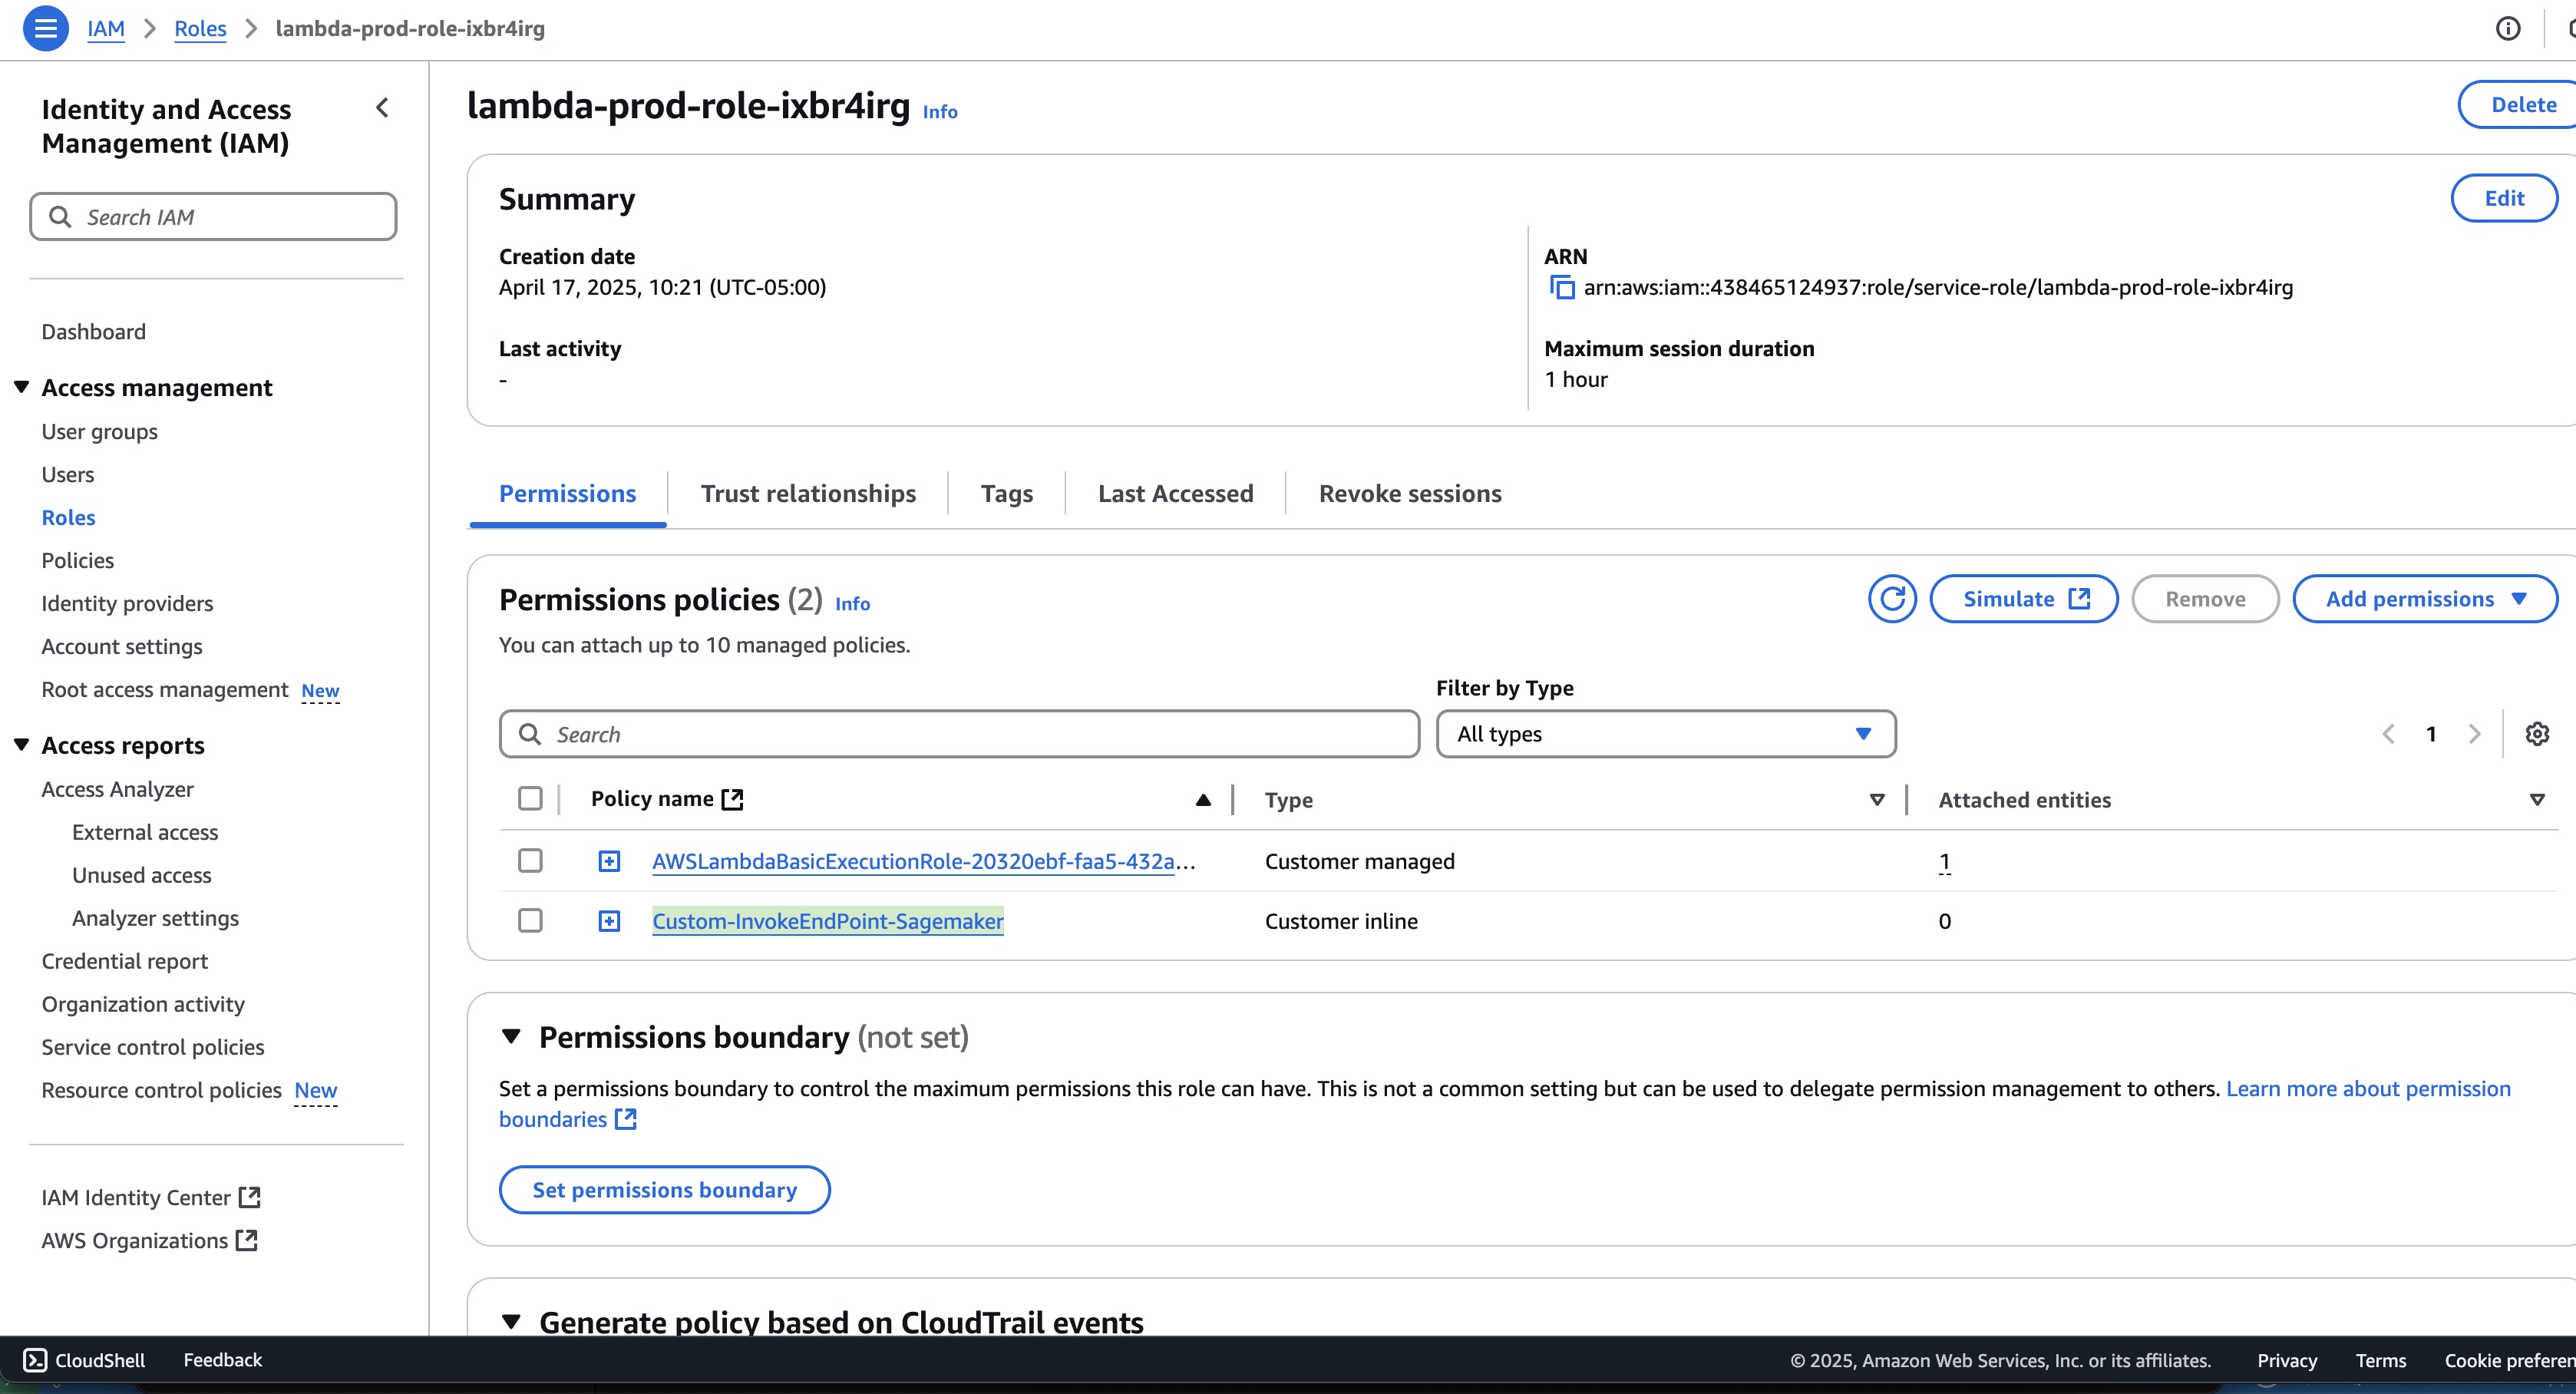 IAM > Roles > lambda-prod-role-ixbr4irg
Identity and Access
Management (IAM)
Search IAM
Dashboard
Access management
User groups
Users
Roles
Policies
Identity providers
Account settings
Root access management New
Access reports
Access Analyzer
External access
Unused access
Analyzer settings
Credential report
Organization activity
Service control policies
Resource control policies New
IAM Identity Center
AWS Organizations
lambda-prod-role-ixbr4irg Info
Delete
Summary
Edit
Creation date
April 17, 2025, 10:21 (UTC-05:00)
ARN
arn:aws:iam::438465124937:role/service-role/lambda-prod-role-ixbr4irg
Last activity
-
Maximum session duration
1 hour
Permissions
Trust relationships
Tags
Last Accessed
Revoke sessions
Permissions policies (2) Info
Simulate
Remove
Add permissions
You can attach up to 10 managed policies.
Filter by Type
Search
All types
1
Policy name
Type
Attached entities
AWSLambdaBasicExecutionRole-20320ebf-faa5-432a...
Customer managed
1
Custom-InvokeEndPoint-Sagemaker
Customer inline
0
Permissions boundary (not set)
Set a permissions boundary to control the maximum permissions this role can have. This is not a common setting but can be used to delegate permission management to others. Learn more about permission
boundaries
Set permissions boundary
Generate policy based on CloudTrail events
CloudShell
Feedback
© 2025, Amazon Web Services, Inc. or its affiliates.
Privacy
Terms
Cookie preferen